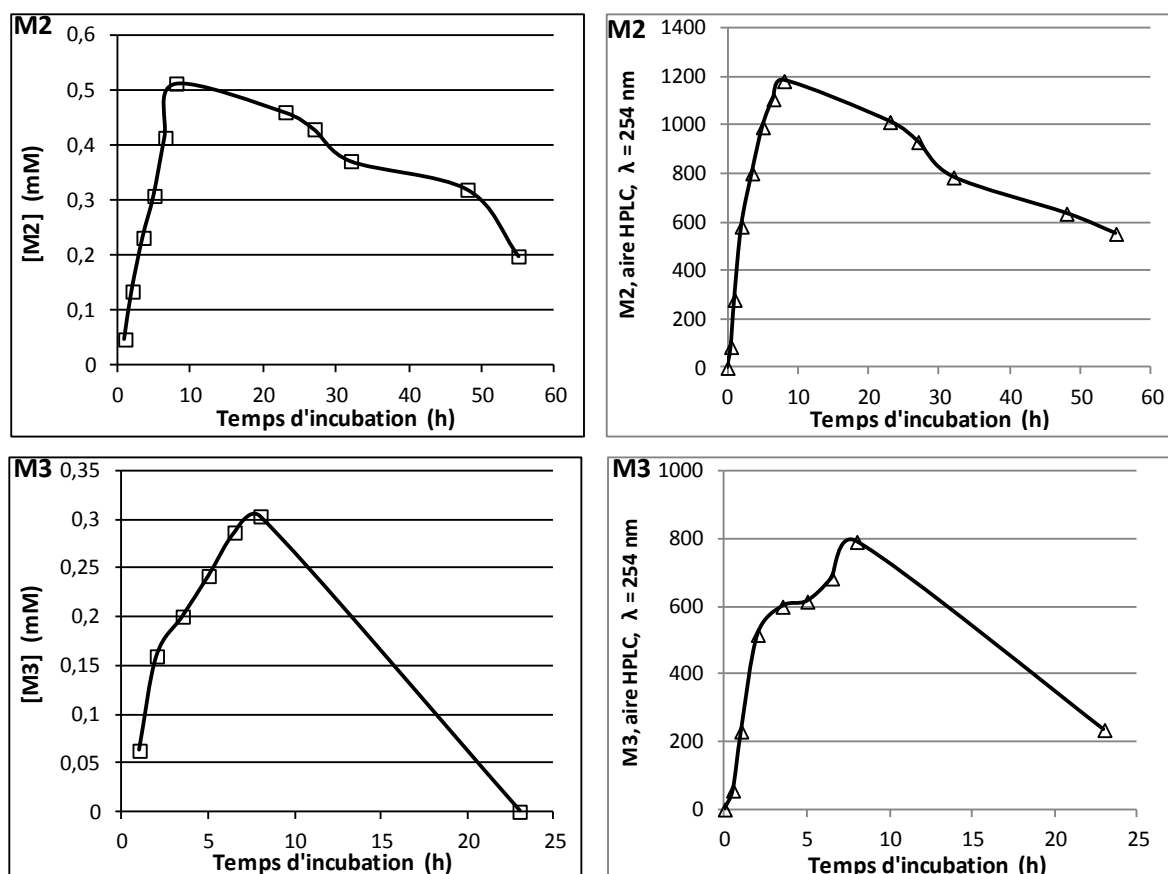 M2
0,6
0,5
0,4
0,3
0,2
0,1
0
[M2] (mM)
0 10 20 30 40 50 60
Temps d'incubation (h)
M2
1400
1200
1000
800
600
400
200
0
M2, aire HPLC, λ = 254 nm
0 10 20 30 40 50 60
Temps d'incubation (h)
M3
0,35
0,3
0,25
0,2
0,15
0,1
0,05
0
[M3] (mM)
0 5 10 15 20 25
Temps d'incubation (h)
M3
1000
800
600
400
200
0
M3, aire HPLC, λ = 254 nm
0 5 10 15 20 25
Temps d'incubation (h)